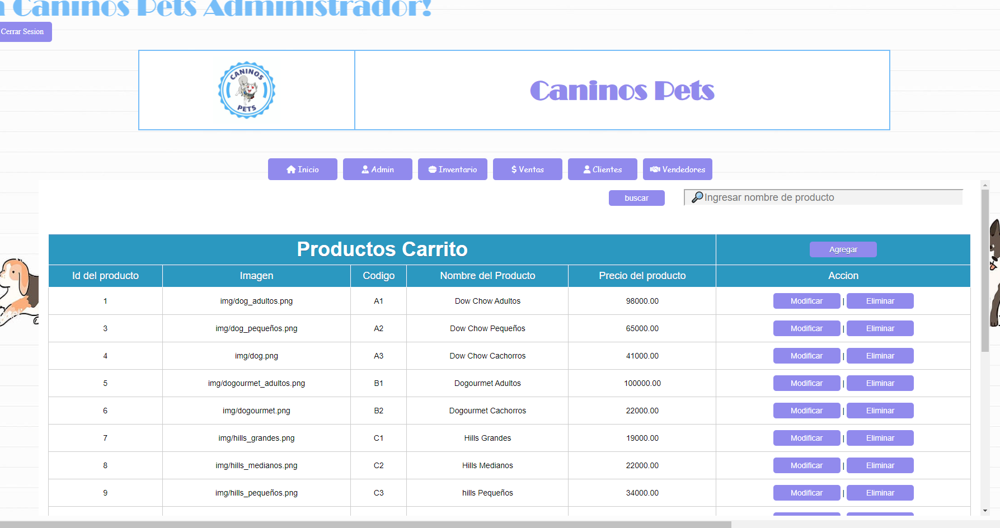 Caninos Pets Administrador!
Cerrar Sesion
CANINOS
PETS
Caninos Pets
Inicio
Admin
Inventario
$ Ventas
Clientes
Vendedores
buscar
Ingresar nombre de producto
Productos Carrito
Agregar
Id del producto Imagen Codigo Nombre del Producto Precio del producto Accion
1 img/dog_adultos.png A1 Dow Chow Adultos 98000.00 Modificar | Eliminar
3 img/dog_pequeños.png A2 Dow Chow Pequeños 65000.00 Modificar | Eliminar
4 img/dog.png A3 Dow Chow Cachorros 41000.00 Modificar | Eliminar
5 img/dogourmet_adultos.png B1 Dogourmet Adultos 100000.00 Modificar | Eliminar
6 img/dogourmet.png B2 Dogourmet Cachorros 22000.00 Modificar | Eliminar
7 img/hills_grandes.png C1 Hills Grandes 19000.00 Modificar | Eliminar
8 img/hills_medianos.png C2 Hills Medianos 22000.00 Modificar | Eliminar
9 img/hills_pequeños.png C3 hills Pequeños 34000.00 Modificar | Eliminar